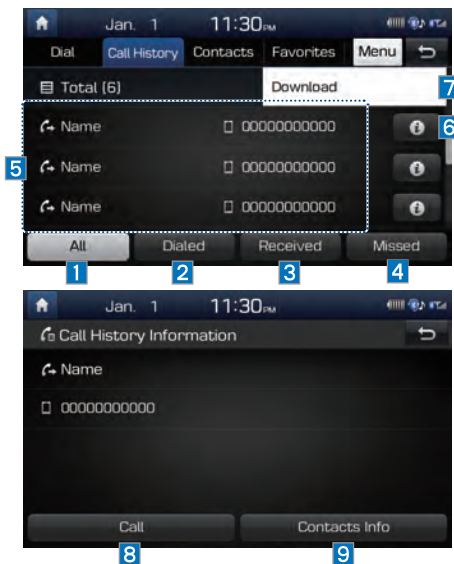 Jan. 1 11:30PM
Dial Call History Contacts Favorites Menu
Total (6) Download 7
Name 00000000000 6
5 Name 00000000000
Name 00000000000
All Dialed Received Missed
1 2 3 4
Jan. 1 11:30PM
Call History Information
Name
00000000000
Call Contacts Info
8 9